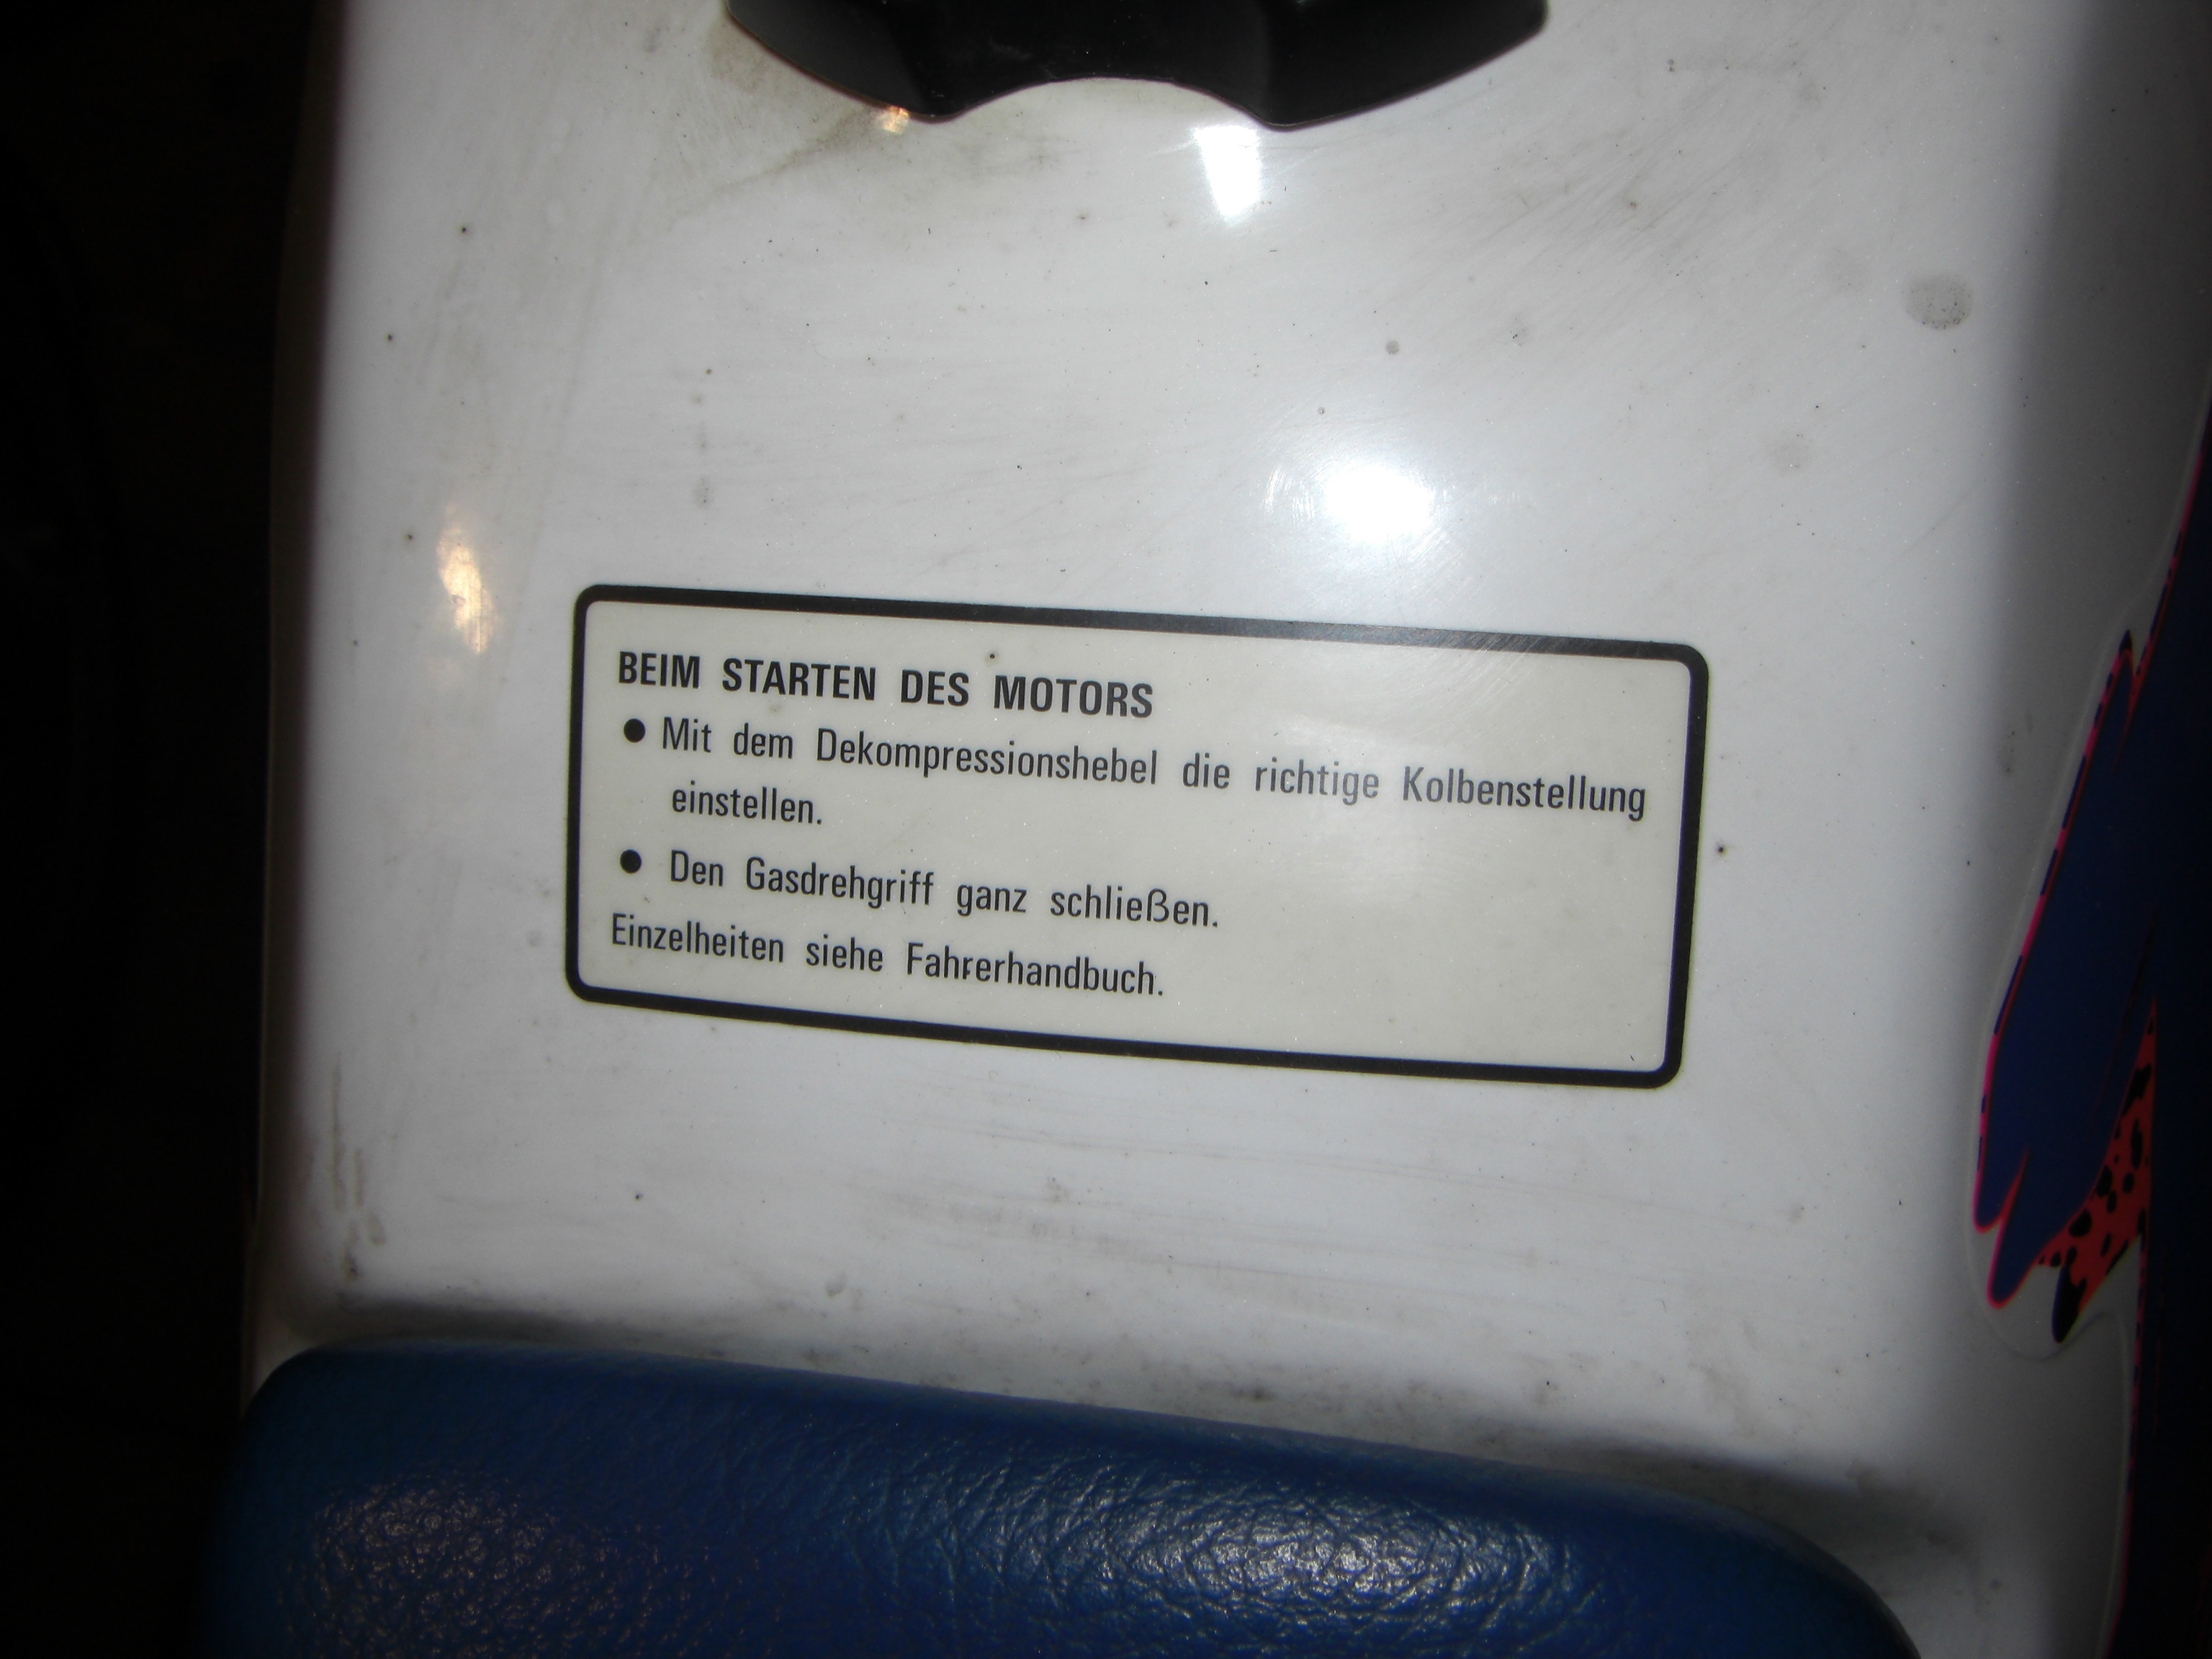 BEIM STARTEN DES MOTORS
● Mit dem Dekompressionshebel die richtige Kolbenstellung
einstellen.
● Den Gasdrehgriff ganz schließen.
Einzelheiten siehe Fahrerhandbuch.